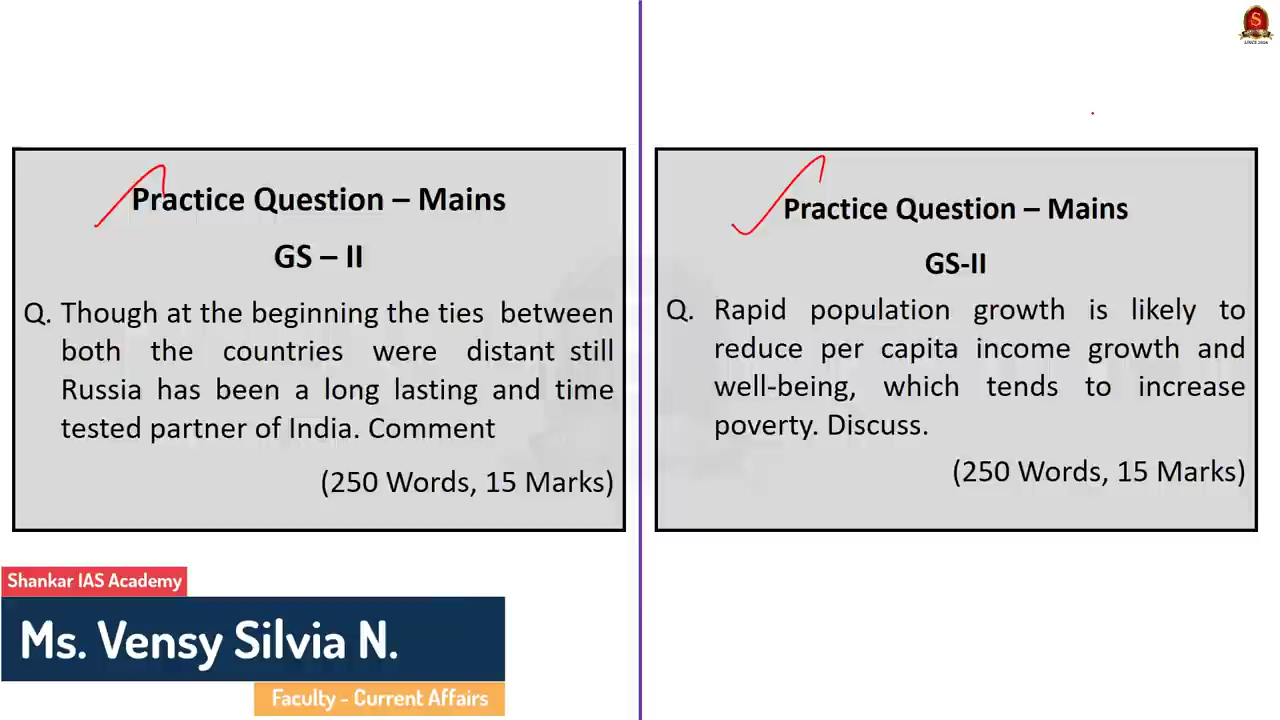 Practice Question – Mains
GS – II
Q. Though at the beginning the ties between
both the countries were distant still
Russia has been a long lasting and time
tested partner of India. Comment
(250 Words, 15 Marks)
Practice Question – Mains
GS-II
Q. Rapid population growth is likely to
reduce per capita income growth and
well-being, which tends to increase
poverty. Discuss.
(250 Words, 15 Marks)
Shankar IAS Academy
Ms. Vensy Silvia N.
Faculty - Current Affairs